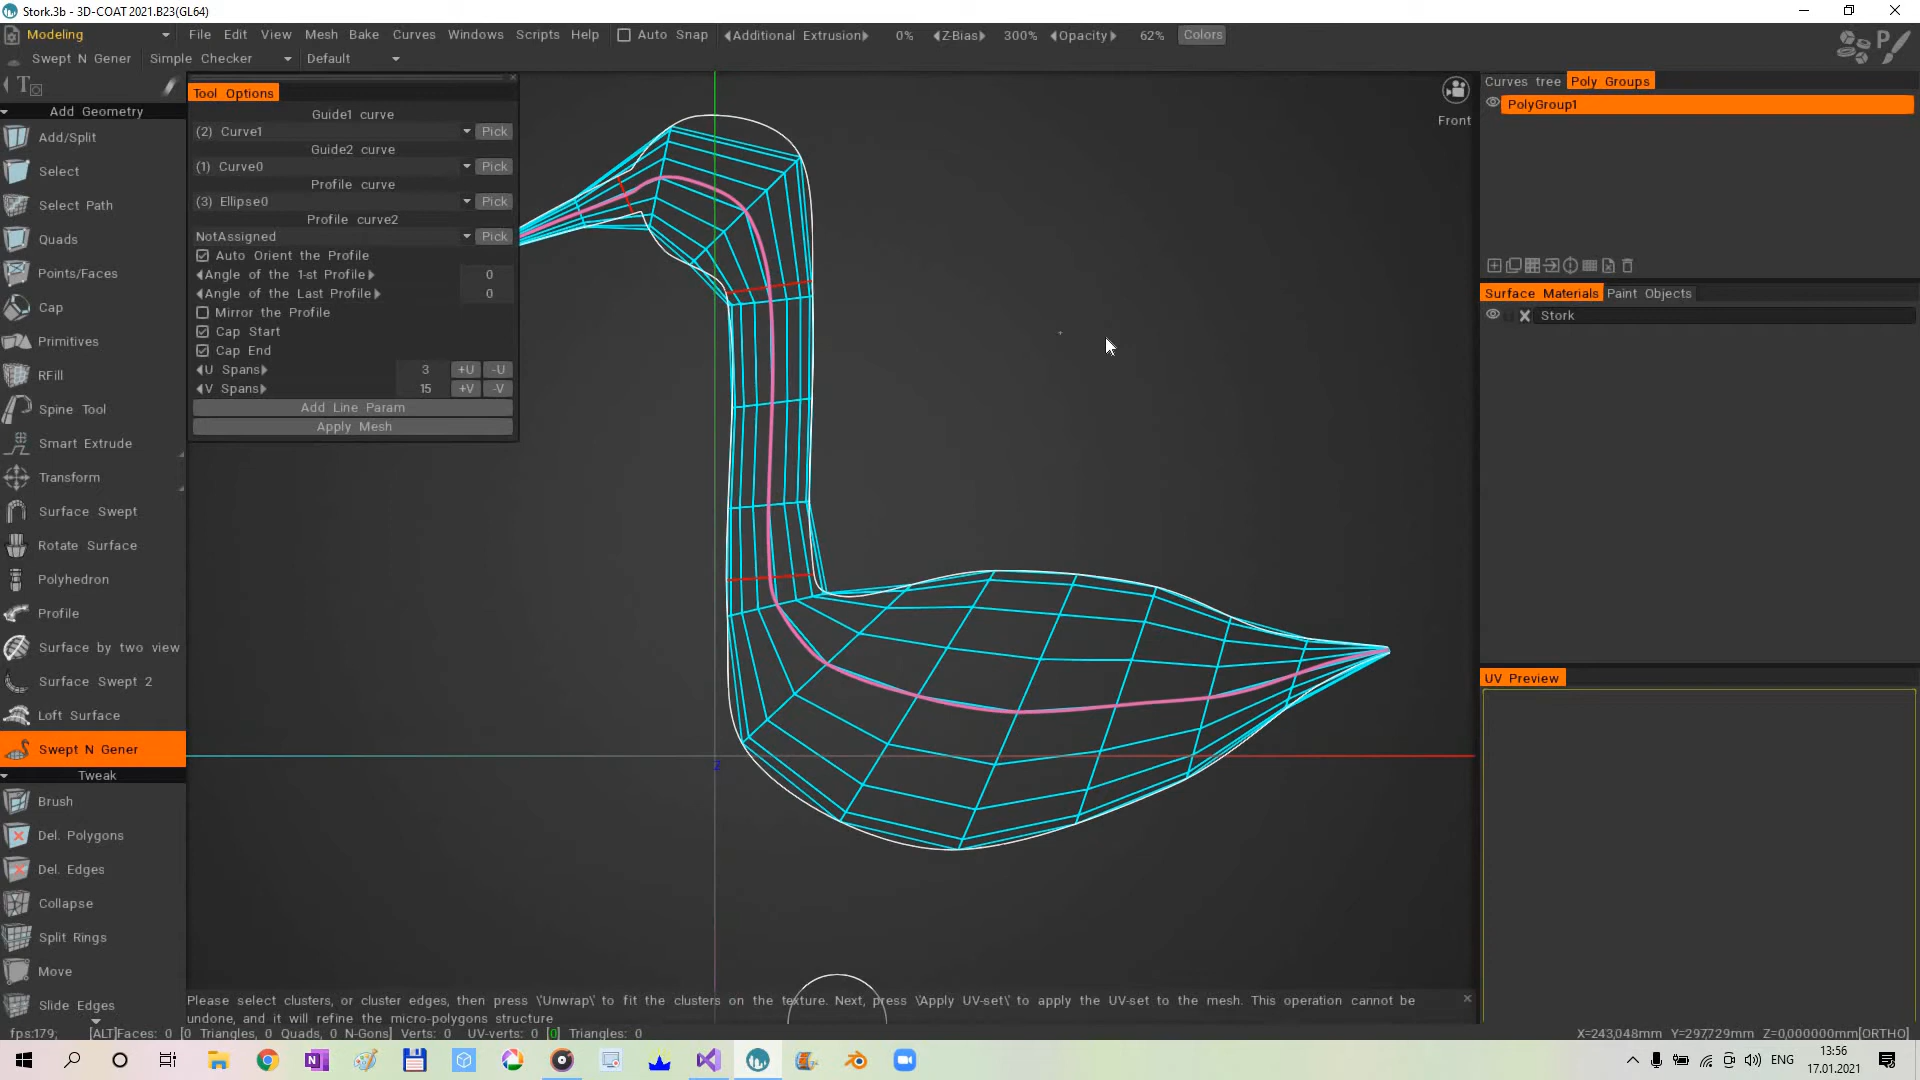 Stork.3b - 3D-COAT 2021.B23(GL64)
Modeling File Edit View Mesh Bake Curves Windows Scripts Help Auto Snap Additional Extrusion 0% Z-Bias 300% Opacity 62% Colors
Swept N Gener Simple Checker Default
Add Geometry
Add/Split
Select
Select Path
Quads
Points/Faces
Cap
Primitives
RFill
Spine Tool
Smart Extrude
Transform
Surface Swept
Rotate Surface
Polyhedron
Profile
Surface by two view
Surface Swept 2
Loft Surface
Swept N Gener
Tweak
Brush
Del. Polygons
Del. Edges
Collapse
Split Rings
Move
Slide Edges
Tool Options
Guide1 curve
(2) Curve1 Pick
Guide2 curve
(1) Curve0 Pick
Profile curve
(3) Ellipse0 Pick
Profile curve2
NotAssigned Pick
Auto Orient the Profile
Angle of the 1-st Profile 0
Angle of the Last Profile 0
Mirror the Profile
Cap Start
Cap End
U Spans 3 +U -U
V Spans 15 +V -V
Add Line Param
Apply Mesh
Front
Z
Curves tree Poly Groups
PolyGroup1
Surface Materials Paint Objects
Stork
UV Preview
Please select clusters, or cluster edges, then press \'Unwrap\' to fit the clusters on the texture. Next, press \'Apply UV-set\' to apply the UV-set to the mesh. This operation cannot be
undone, and it will refine the micro-polygons structure
fps:179; [ALT]Faces: 0 [0 Triangles, 0 Quads, 0 N-Gons] Verts: 0 UV-verts: 0 [0] Triangles: 0 X=243,048mm Y=297,729mm Z=0,000000mm[ORTHO]
ENG
13:56
17.01.2021